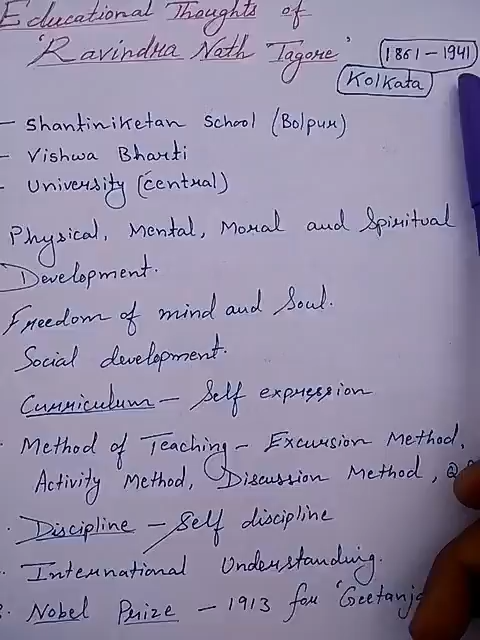 Educational Thoughts of
'Ravindra Nath Tagore'
1861 - 1941
Kolkata
- Shantiniketan School (Bolpur)
- Vishwa Bharti
- University (Central)
Physical, Mental, Moral and Spiritual
Development.
Freedom of mind and Soul.
Social development.
Curriculum - Self expression
Method of Teaching - Excursion Method,
Activity Method, Discussion Method,
Discipline - Self discipline
International Understanding.
Nobel Prize - 1913 for